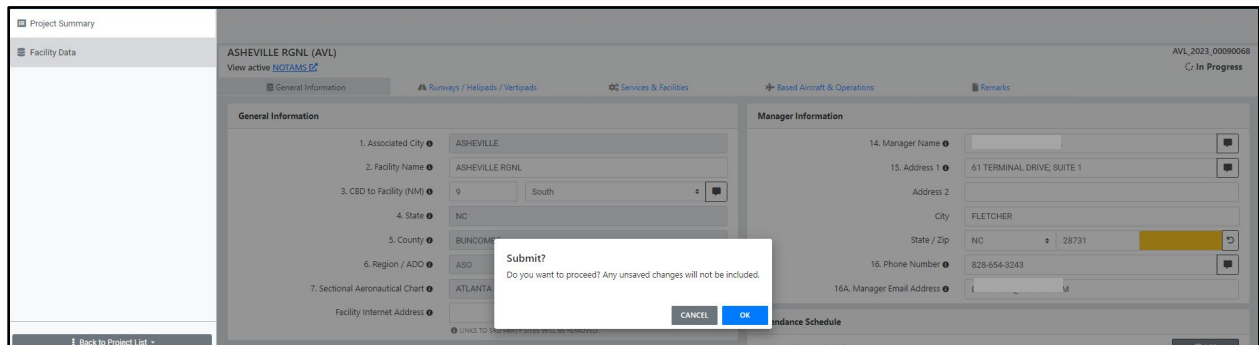 Project Summary
Facility Data
ASHEVILLE RGNL (AVL)
AVL_2023_00090068
View active NOTAMS
In Progress
General Information
Runways / Helipads / Vertipads
Services & Facilities
Based Aircraft & Operations
Remarks
General Information
1. Associated City ASHEVILLE
2. Facility Name ASHEVILLE RGNL
3. CBD to Facility (NM) 9 South
4. State NC
5. County BUNCOMBE
6. Region / ADO ASO
7. Sectional Aeronautical Chart ATLANTA
Facility Internet Address
LINKS TO 3RD PARTY SITES WILL BE REMOVED
Manager Information
14. Manager Name
15. Address 1 61 TERMINAL DRIVE, SUITE 1
Address 2
City FLETCHER
State / Zip NC 28731
16. Phone Number 828-654-3243
16A. Manager Email Address M
endance Schedule
Submit?
Do you want to proceed? Any unsaved changes will not be included.
CANCEL OK
Back to Project List